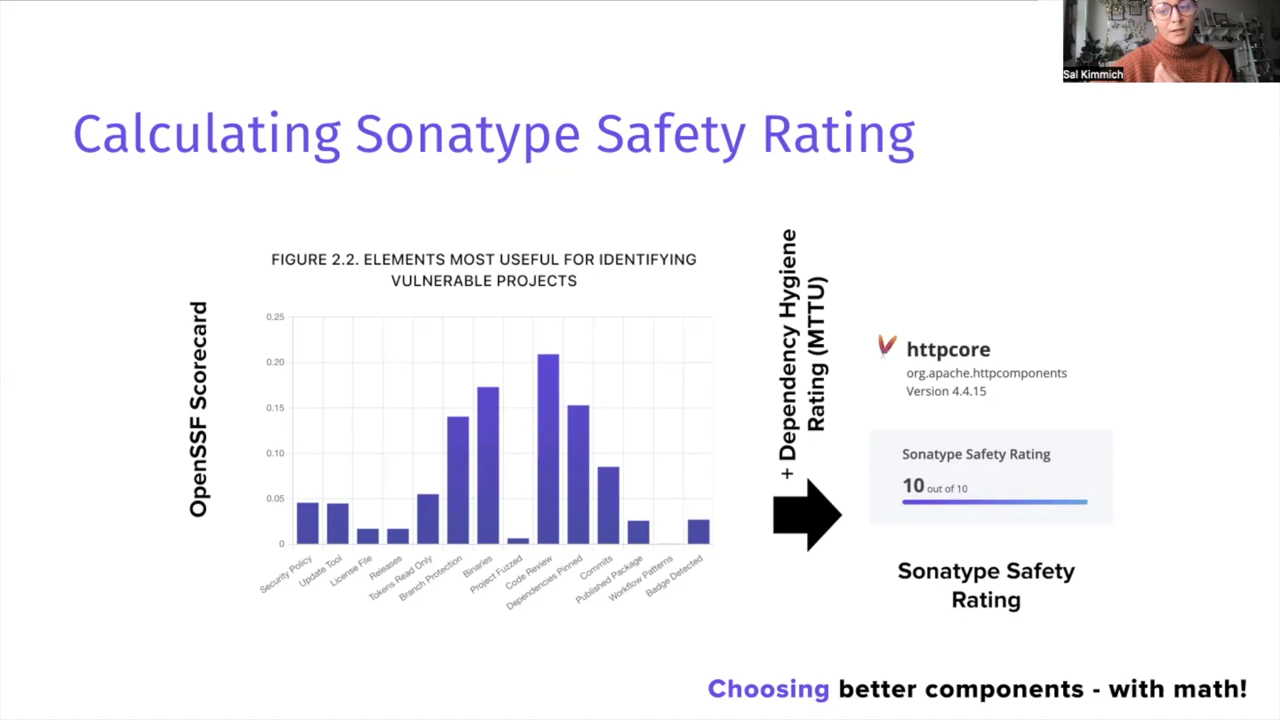 Sal Kimmich
Calculating Sonatype Safety Rating
OpenSSF Scorecard
FIGURE 2.2. ELEMENTS MOST USEFUL FOR IDENTIFYING
VULNERABLE PROJECTS
0.25
0.20
0.15
0.10
0.05
0
Security Policy
Update Tool
License File
Releases
Tokens Read Only
Branch Protection
Binaries
Project Fuzzed
Code Review
Dependencies Pinned
Commits
Published Package
Workflow Patterns
Badge Detected
+ Dependency Hygiene
Rating (MTTU)
httpcore
org.apache.httpcomponents
Version 4.4.15
Sonatype Safety Rating
10 out of 10
Sonatype Safety
Rating
Choosing better components - with math!